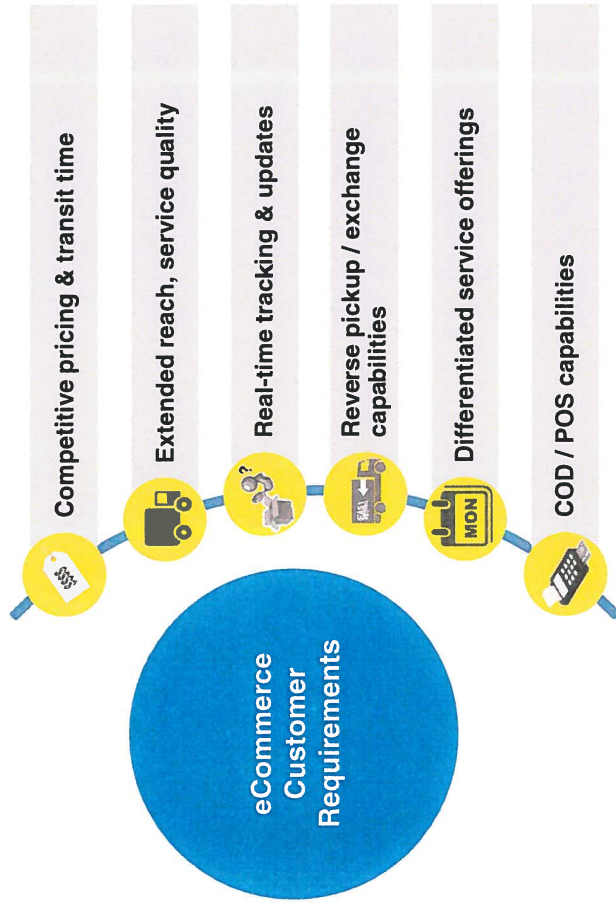 eCommerce
Customer
Requirements
Competitive pricing & transit time
Extended reach, service quality
Real-time tracking & updates
Reverse pickup / exchange
capabilities
Differentiated service offerings
COD / POS capabilities
$$$
?
MON